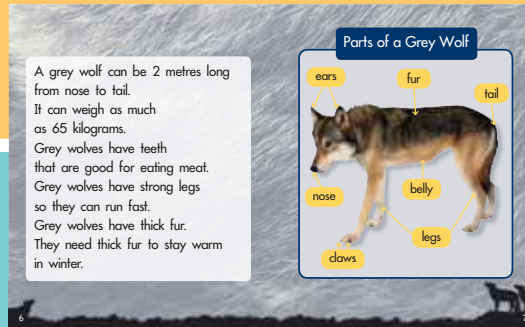 A grey wolf can be 2 metres long
from nose to tail.
It can weigh as much
as 65 kilograms.
Grey wolves have teeth
that are good for eating meat.
Grey wolves have strong legs
so they can run fast.
Grey wolves have thick fur.
They need thick fur to stay warm
in winter.
6
Parts of a Grey Wolf
ears
fur
tail
nose
belly
legs
claws
7